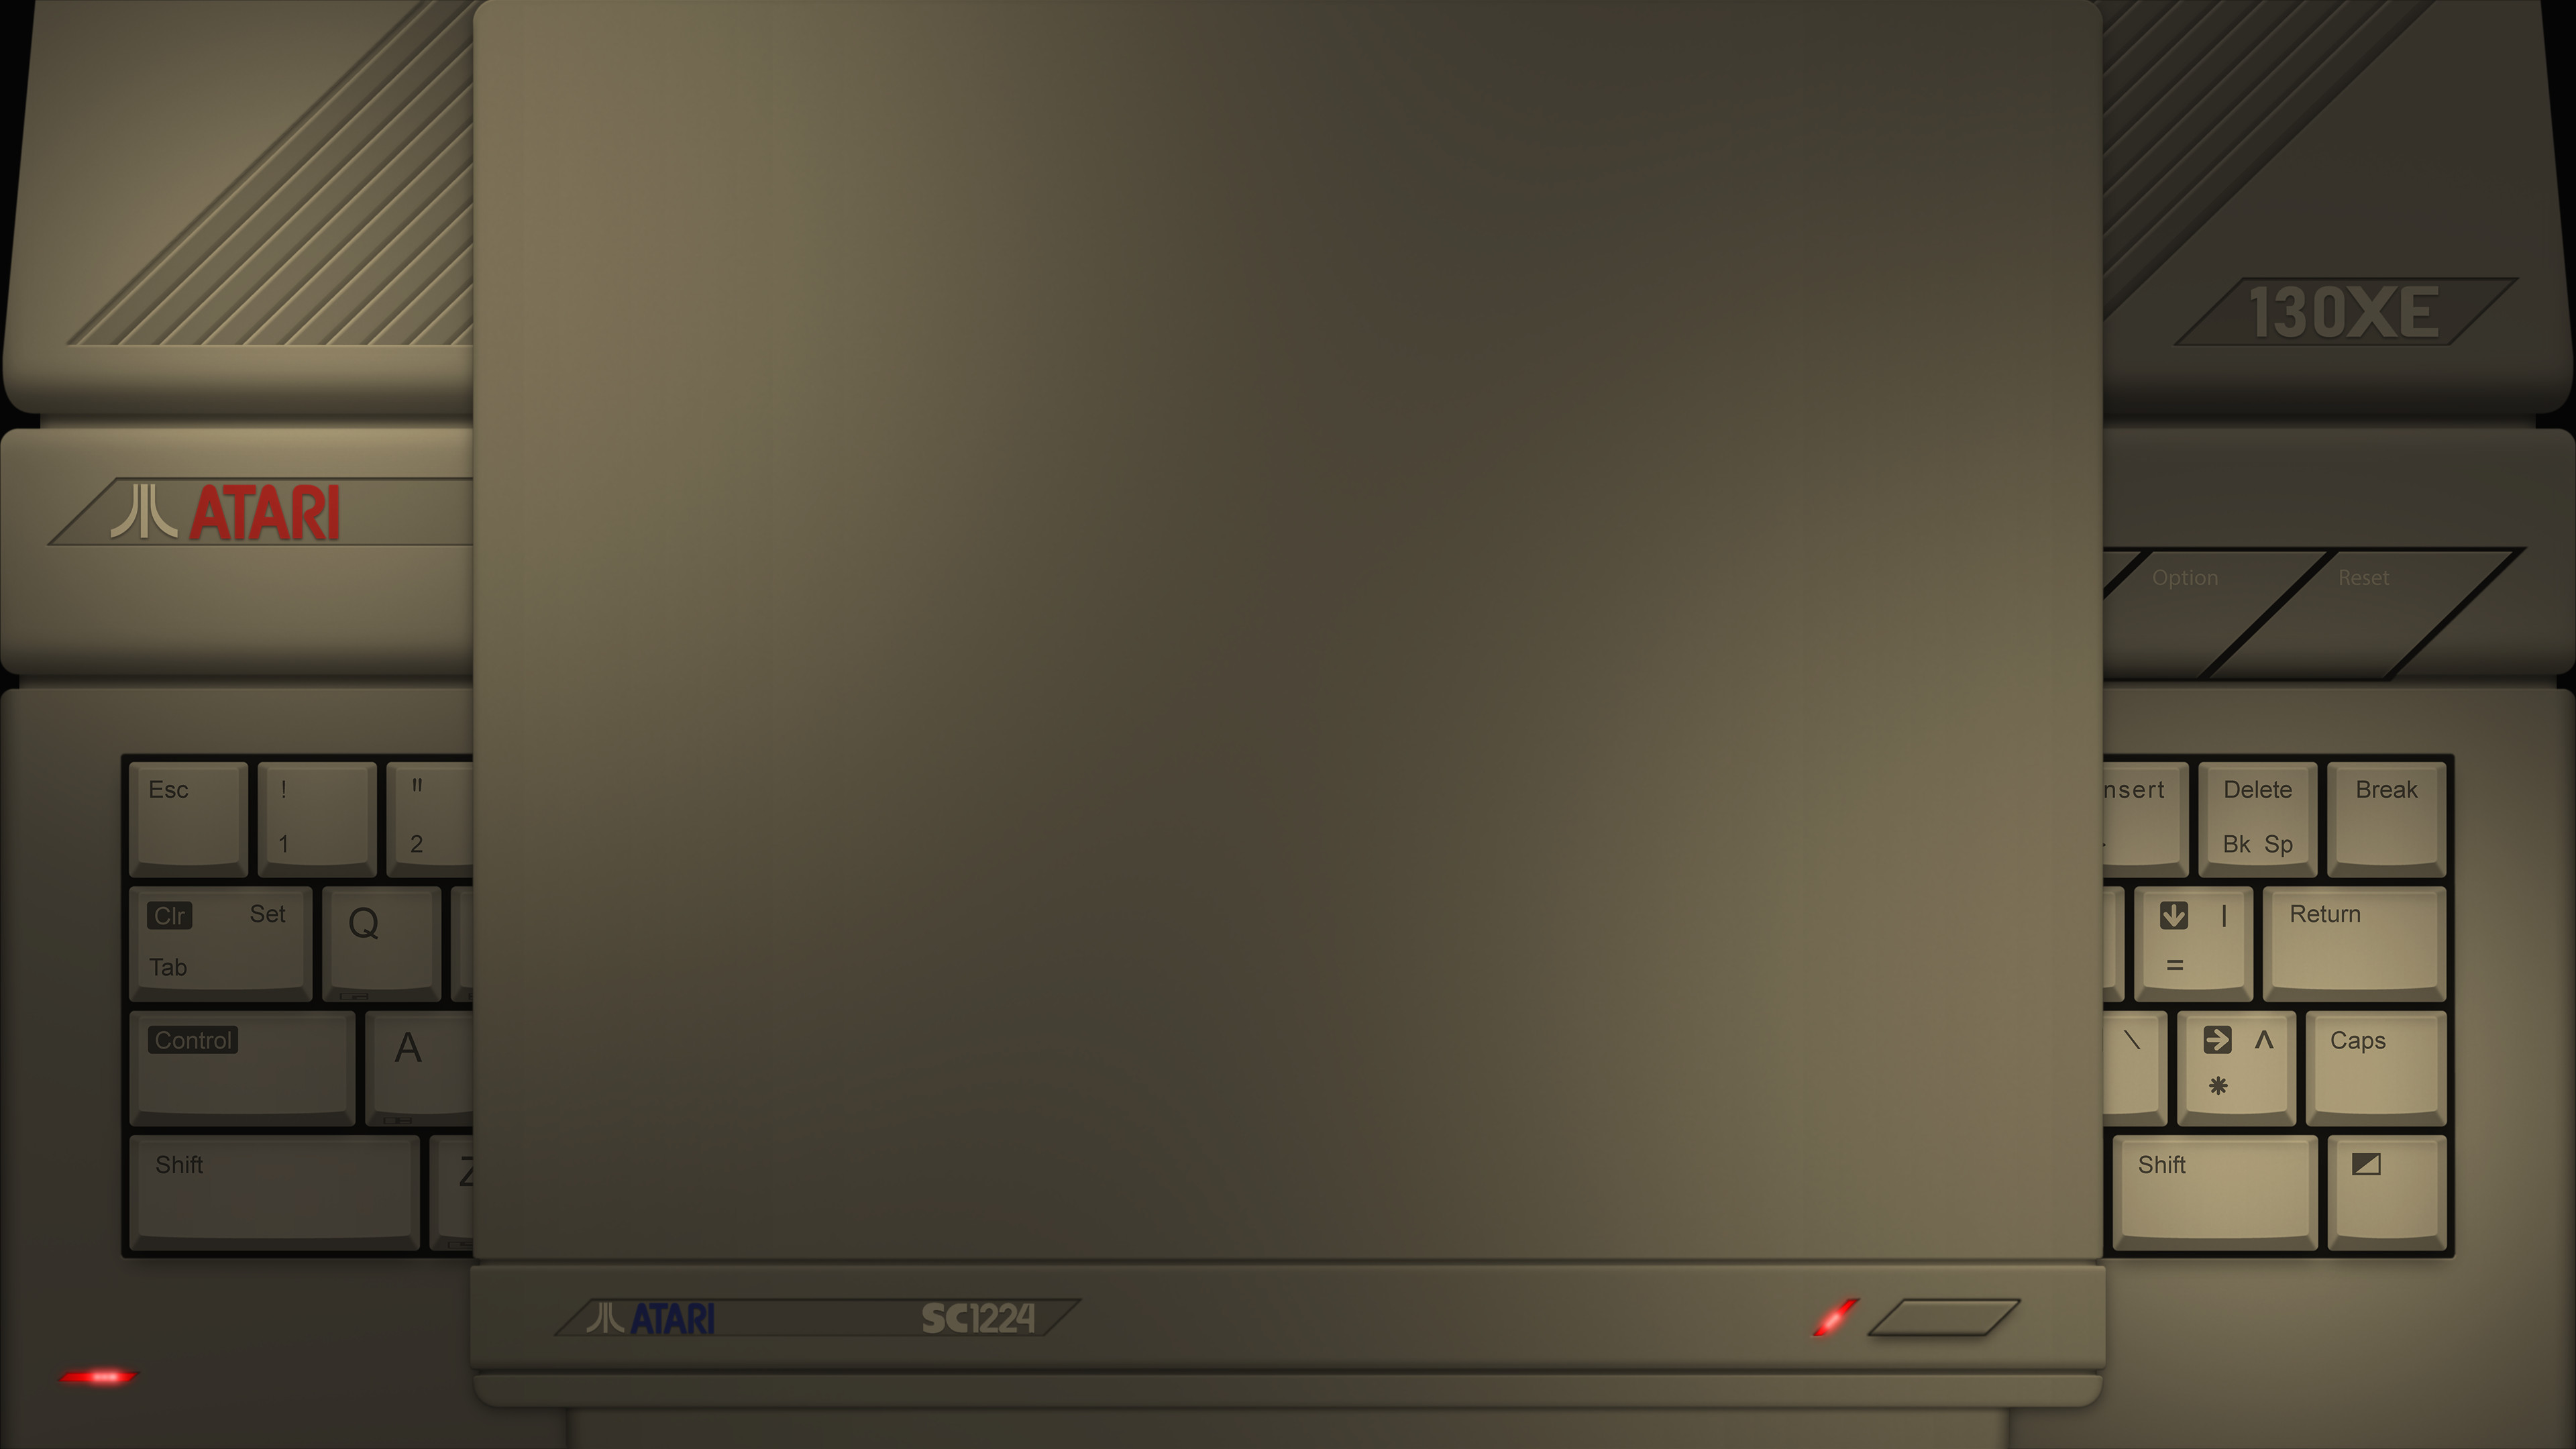 130XE
ATARI
Option Reset
Esc ! " nsert Delete Break
1 2 Bk Sp
Clr Set Q | Return
Tab =
Control A \ ^ Caps
*
Shift Z Shift
ATARI SC1224